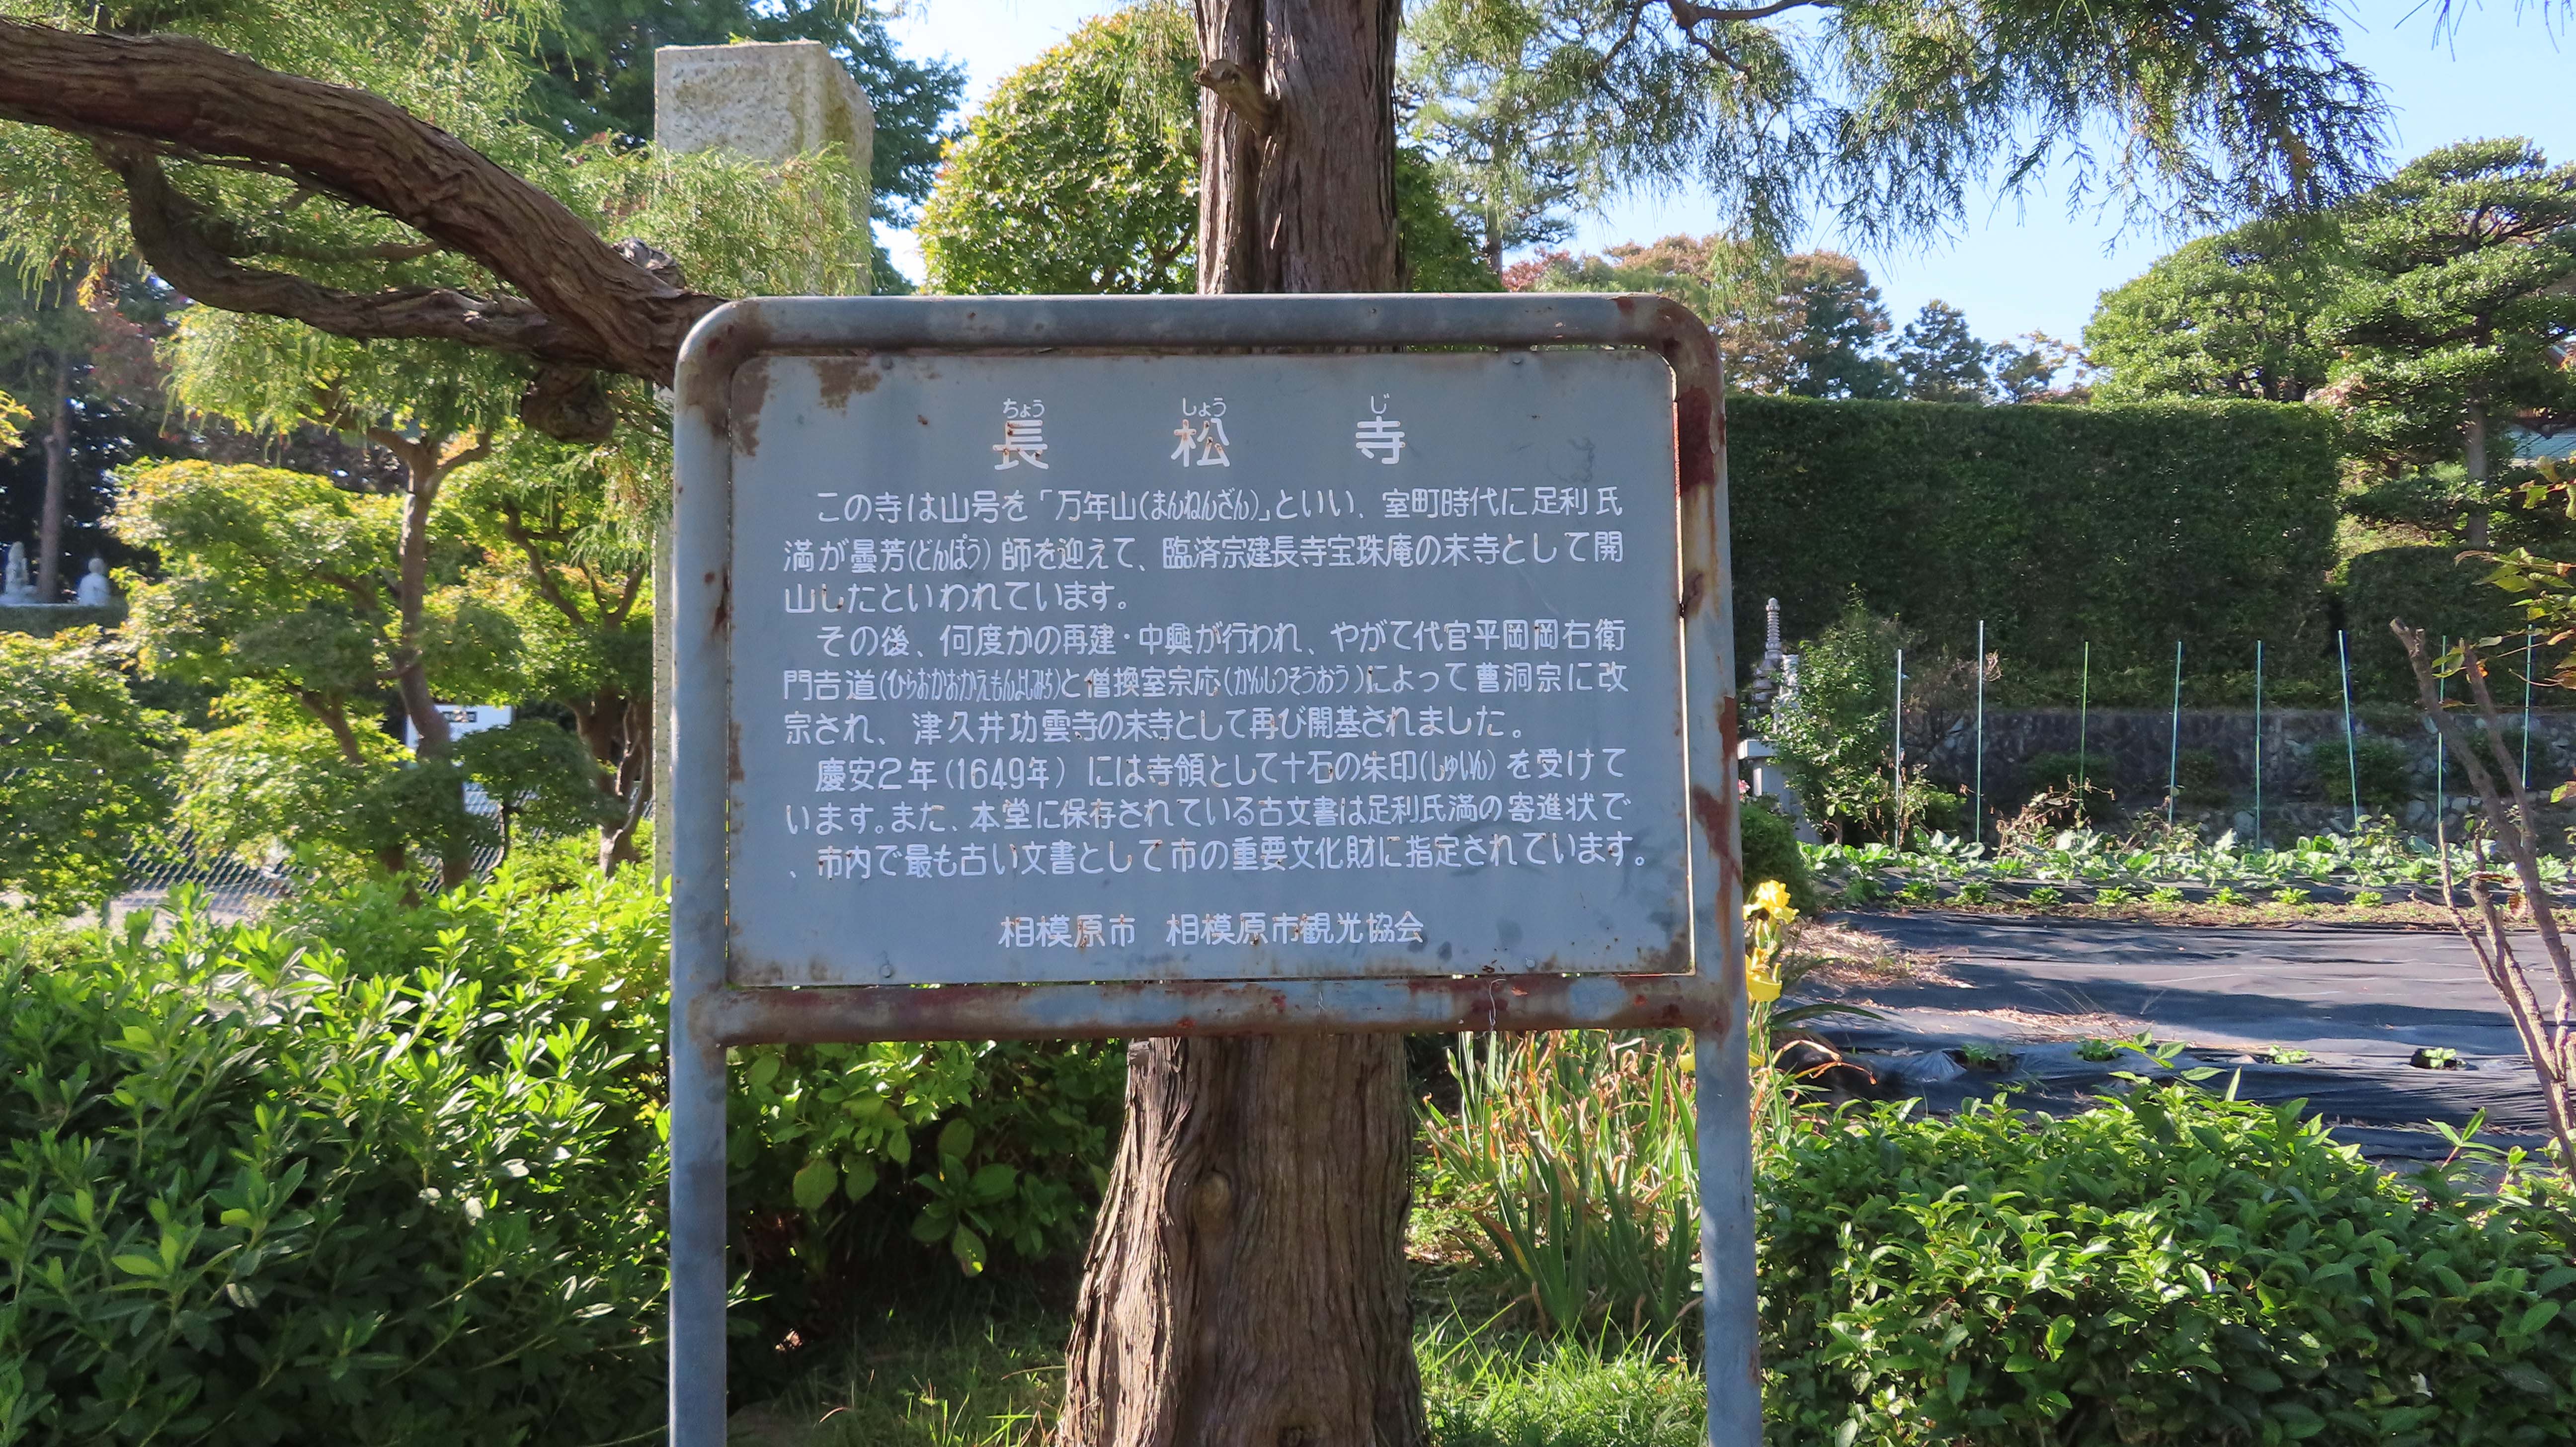 ちょう しょう じ
長 松 寺
この寺は山号を「万年山(まんねんざん)」といい、室町時代に足利氏
満が曇芳(どんぽう)師を迎えて、臨済宗建長寺宝珠庵の末寺として開
山したといわれています。
その後、何度かの再建・中興が行われ、やがて代官平岡岡右衛
門吉道(ひらおかおかえもんよしみち)と僧換室宗応(かんしつそうおう)によって曹洞宗に改
宗され、津久井功雲寺の末寺として再び開基されました。
慶安2年(1649年)には寺領として十石の朱印(しゅいん)を受けて
います。また、本堂に保存されている古文書は足利氏満の寄進状で
、市内で最も古い文書として市の重要文化財に指定されています。
相模原市 相模原市観光協会